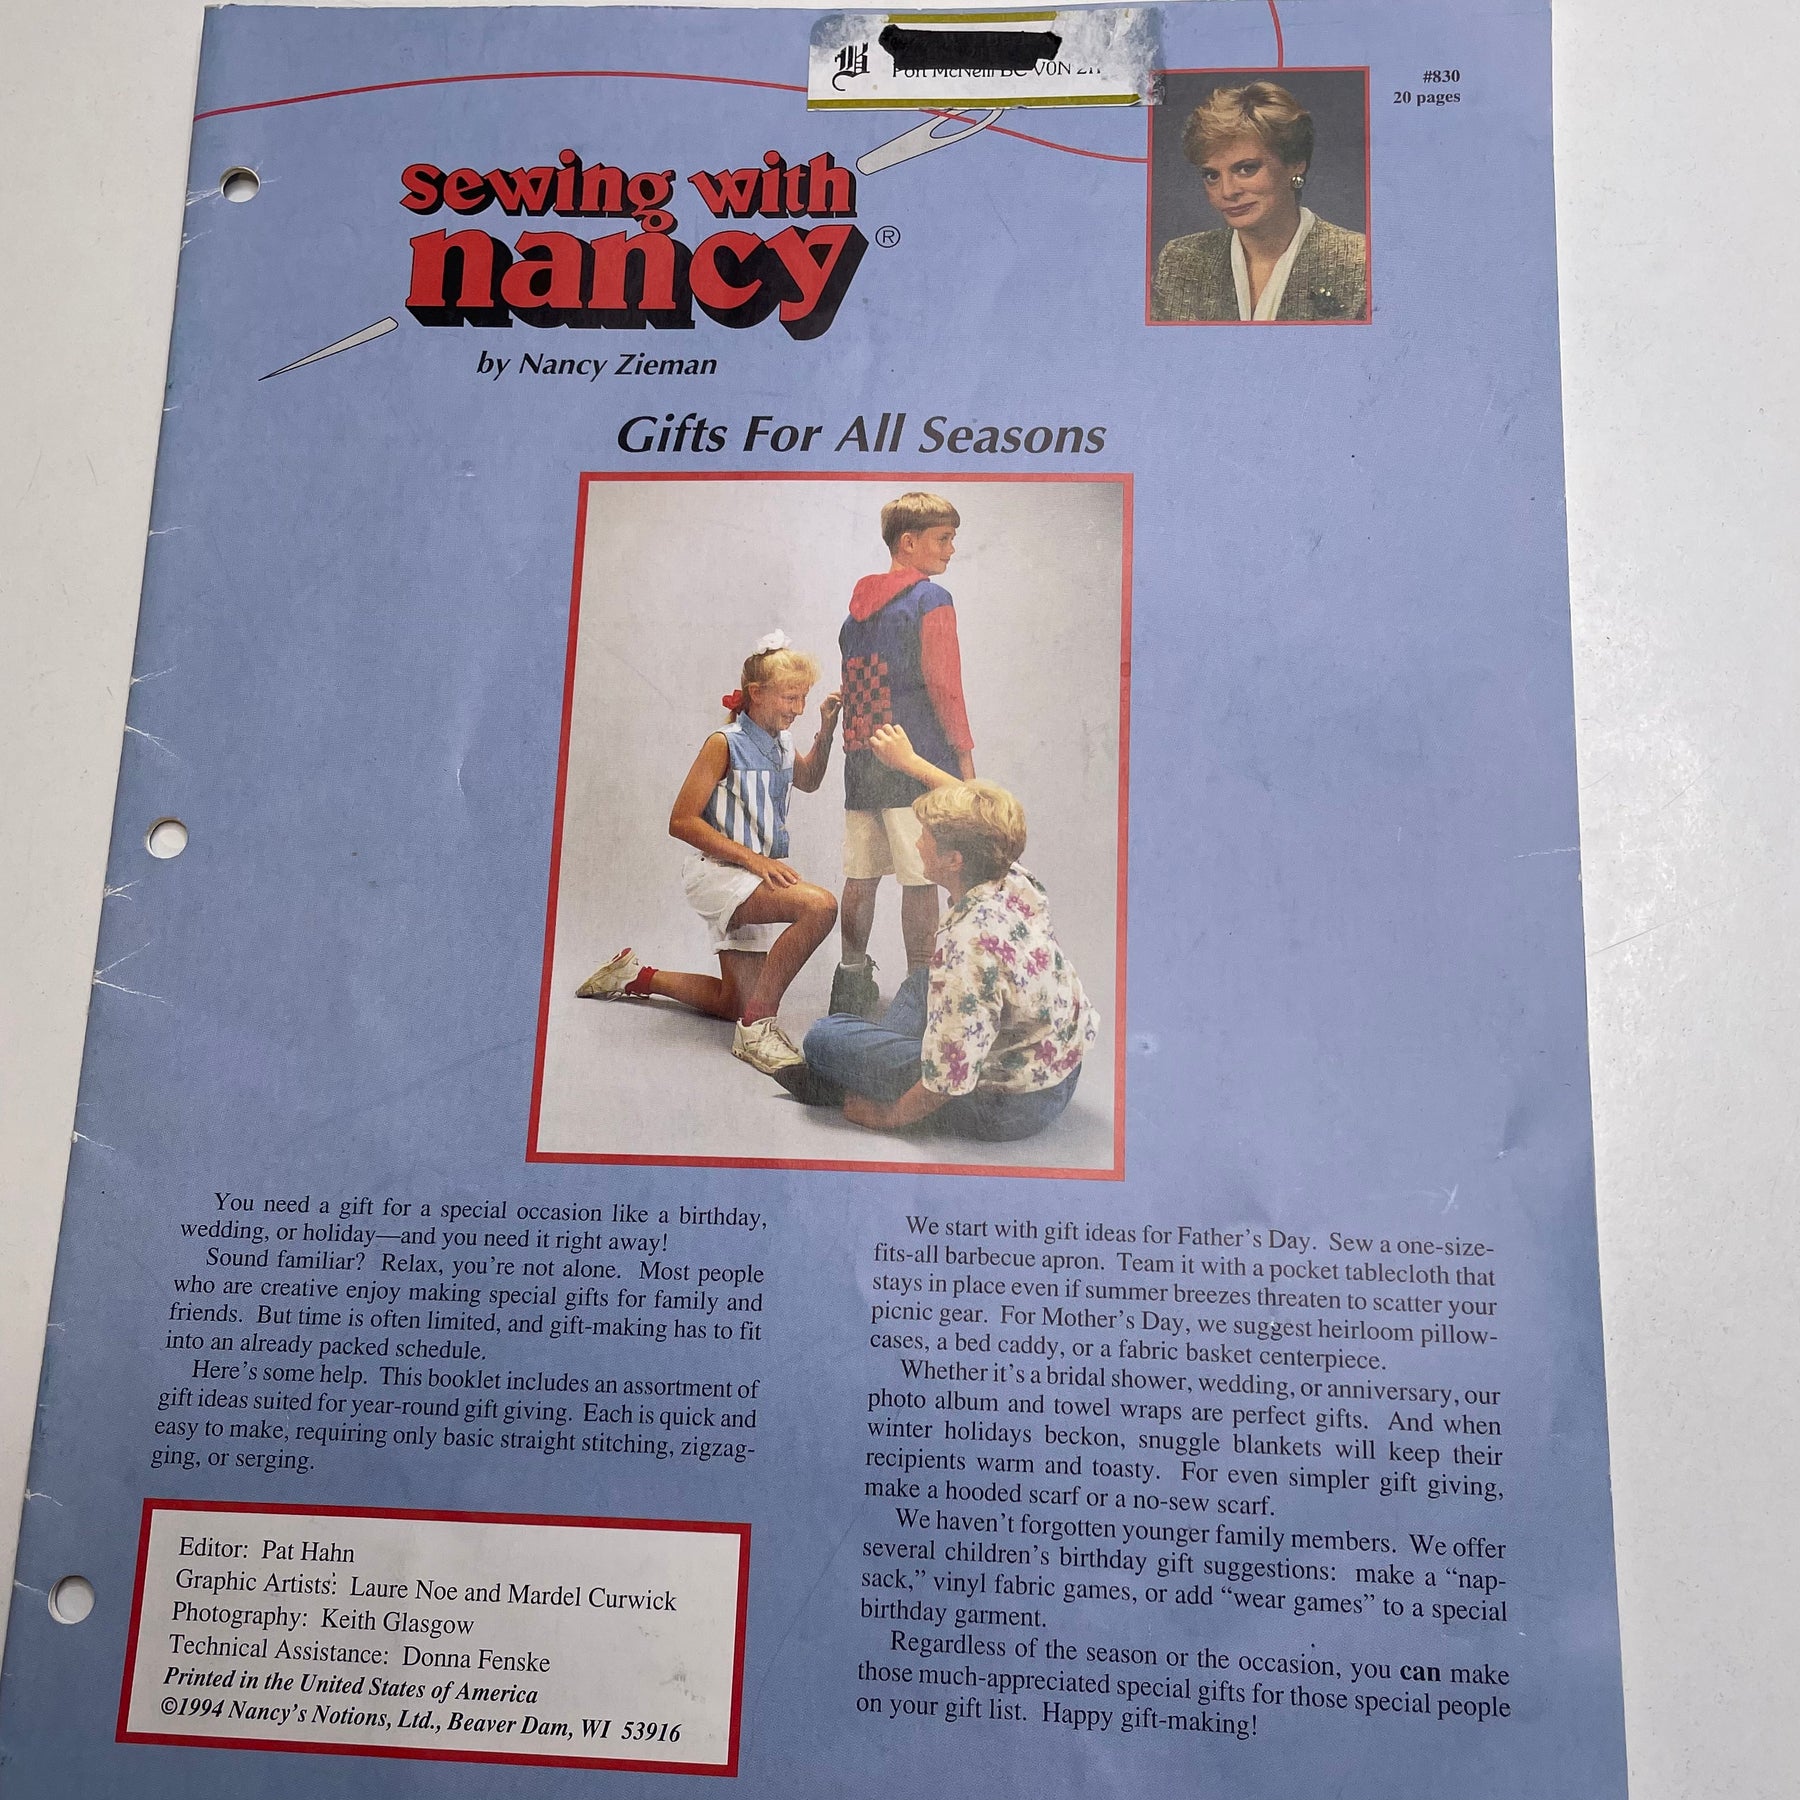 B
Port McNeill BC V0N
#830
20 pages
sewing with
nancy®
by Nancy Zieman
Gifts For All Seasons
You need a gift for a special occasion like a birthday,
wedding, or holiday—and you need it right away!
Sound familiar? Relax, you're not alone. Most people
who are creative enjoy making special gifts for family and
friends. But time is often limited, and gift-making has to fit
into an already packed schedule.
Here's some help. This booklet includes an assortment of
gift ideas suited for year-round gift giving. Each is quick and
easy to make, requiring only basic straight stitching, zigzag-
ging, or serging.
Editor: Pat Hahn
Graphic Artists: Laure Noe and Mardel Curwick
Photography: Keith Glasgow
Technical Assistance: Donna Fenske
Printed in the United States of America
©1994 Nancy's Notions, Ltd., Beaver Dam, WI 53916
We start with gift ideas for Father's Day. Sew a one-size-
fits-all barbecue apron. Team it with a pocket tablecloth that
stays in place even if summer breezes threaten to scatter your
picnic gear. For Mother's Day, we suggest heirloom pillow-
cases, a bed caddy, or a fabric basket centerpiece.
Whether it's a bridal shower, wedding, or anniversary, our
photo album and towel wraps are perfect gifts. And when
winter holidays beckon, snuggle blankets will keep their
recipients warm and toasty. For even simpler gift giving,
make a hooded scarf or a no-sew scarf.
We haven't forgotten younger family members. We offer
several children's birthday gift suggestions: make a "nap-
sack," vinyl fabric games, or add "wear games" to a special
birthday garment.
Regardless of the season or the occasion, you can make
those much-appreciated special gifts for those special people
on your gift list. Happy gift-making!